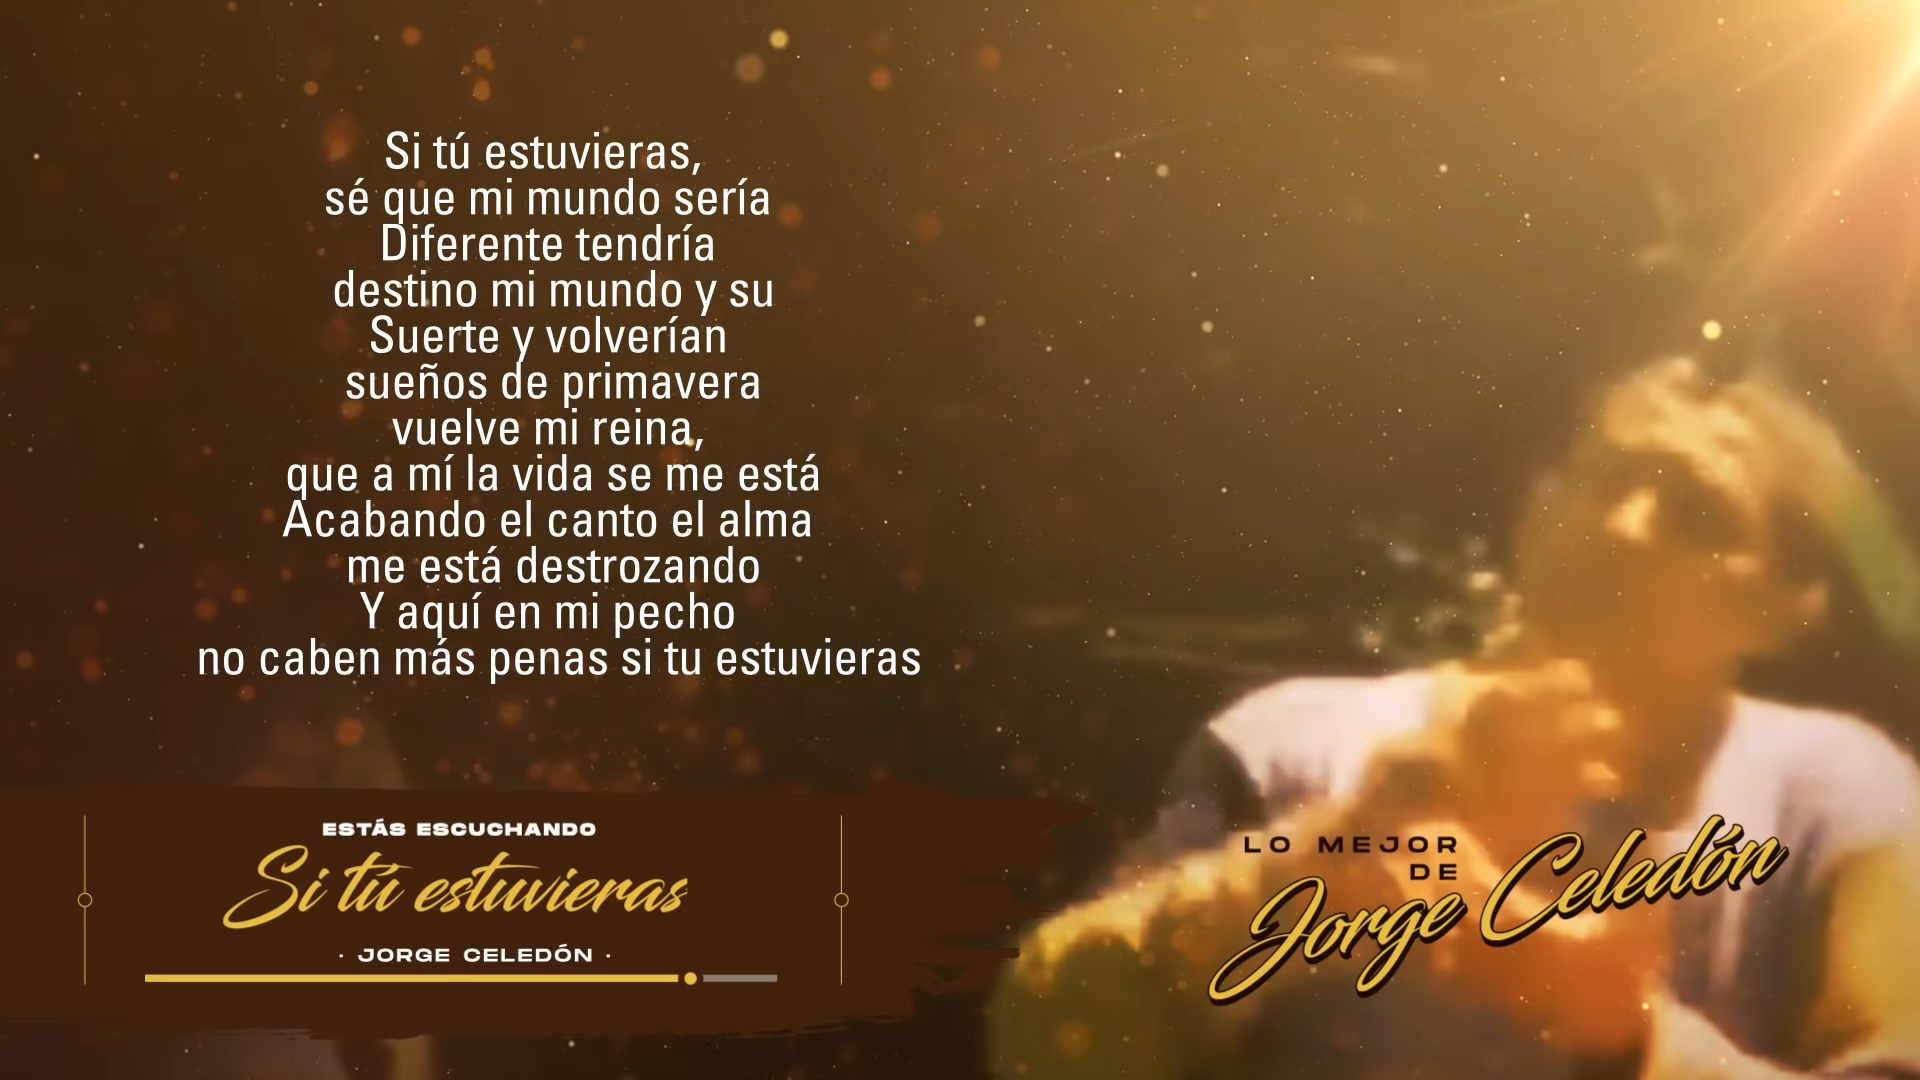 Si tú estuvieras,
sé que mi mundo sería
Diferente tendría
destino mi mundo y su
Suerte y volverían
sueños de primavera
vuelve mi reina,
que a mí la vida se me está
Acabando el canto el alma
me está destrozando
Y aquí en mi pecho
no caben más penas si tu estuvieras
ESTÁS ESCUCHANDO
Si tú estuvieras
· JORGE CELEDÓN ·
LO MEJOR
DE
Jorge Celedón